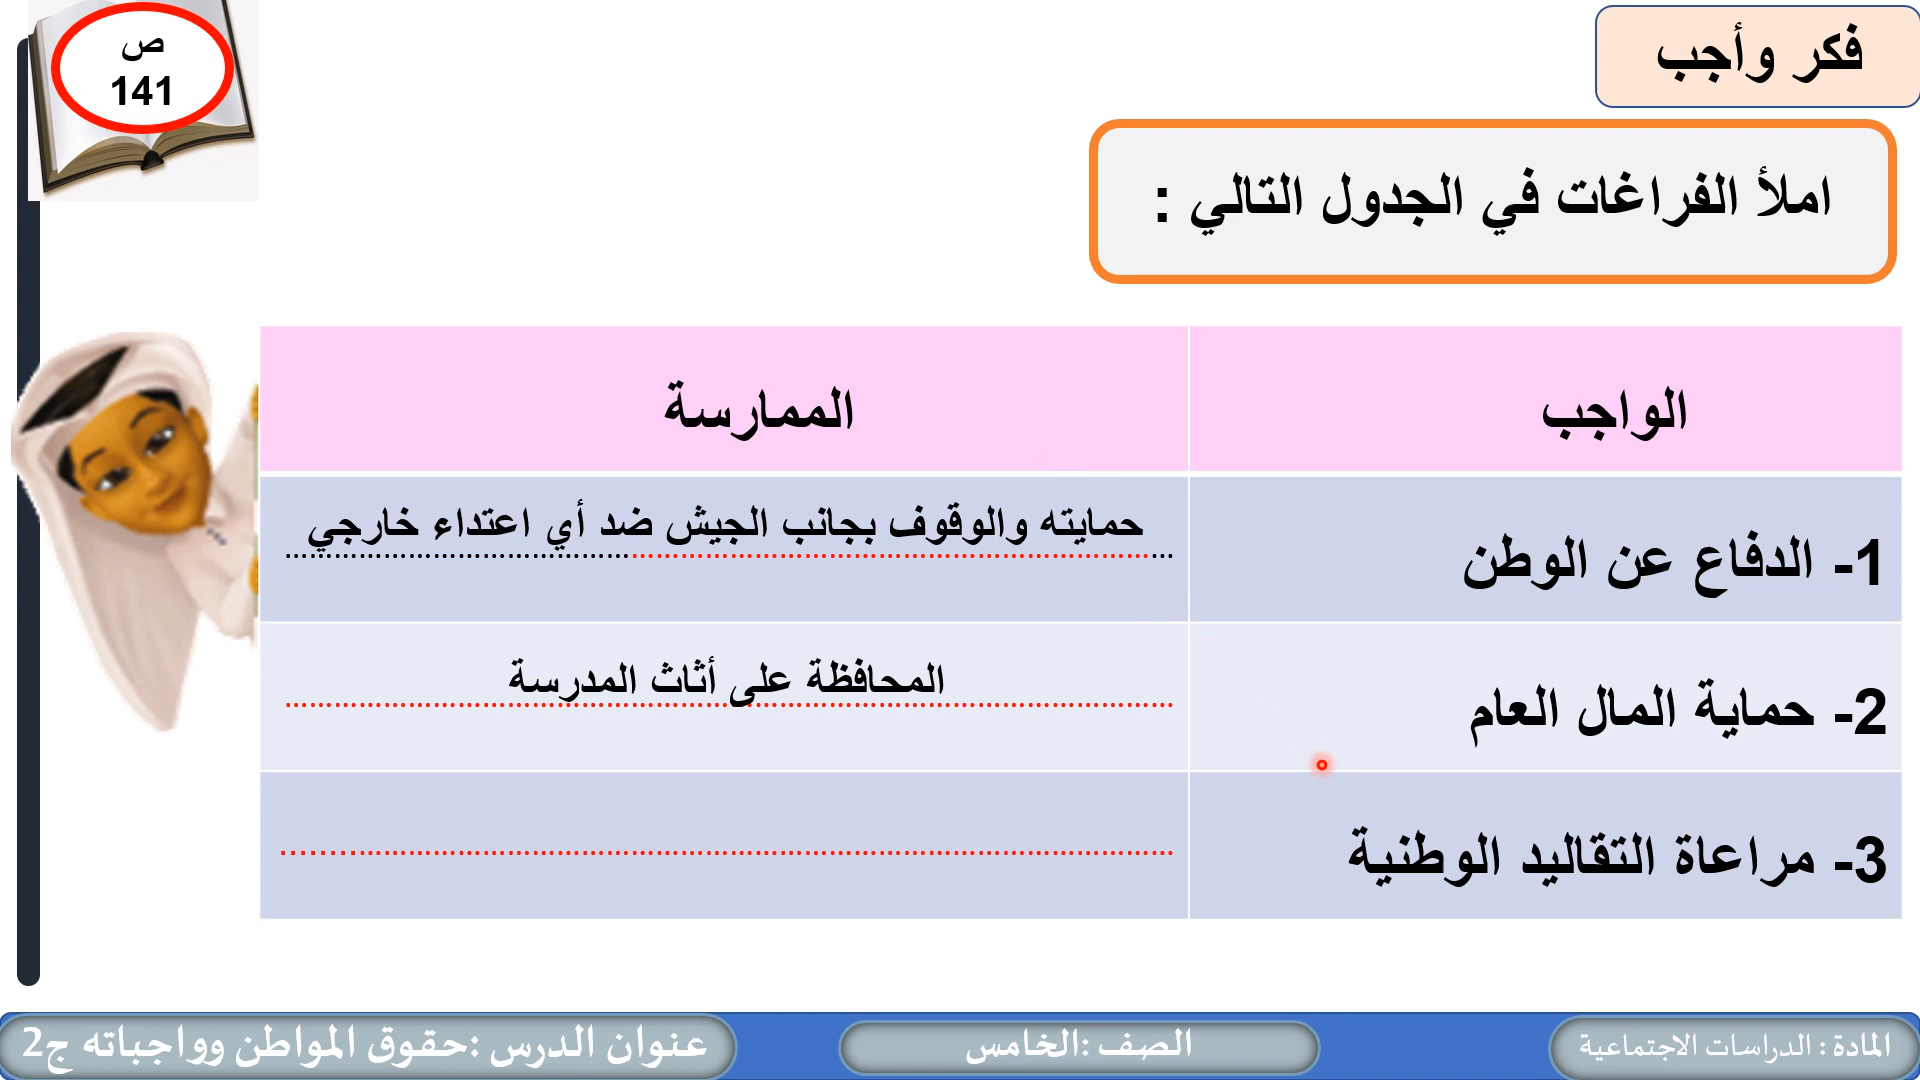 فكر وأجب
ص
141
املأ الفراغات في الجدول التالي :
الواجب
الممارسة
1- الدفاع عن الوطن
حمايته والوقوف بجانب الجيش ضد أي اعتداء خارجي
2- حماية المال العام
المحافظة على أثاث المدرسة
3- مراعاة التقاليد الوطنية
المادة : الدراسات الاجتماعية
الصف :الخامس
عنوان الدرس :حقوق المواطن وواجباته ج2